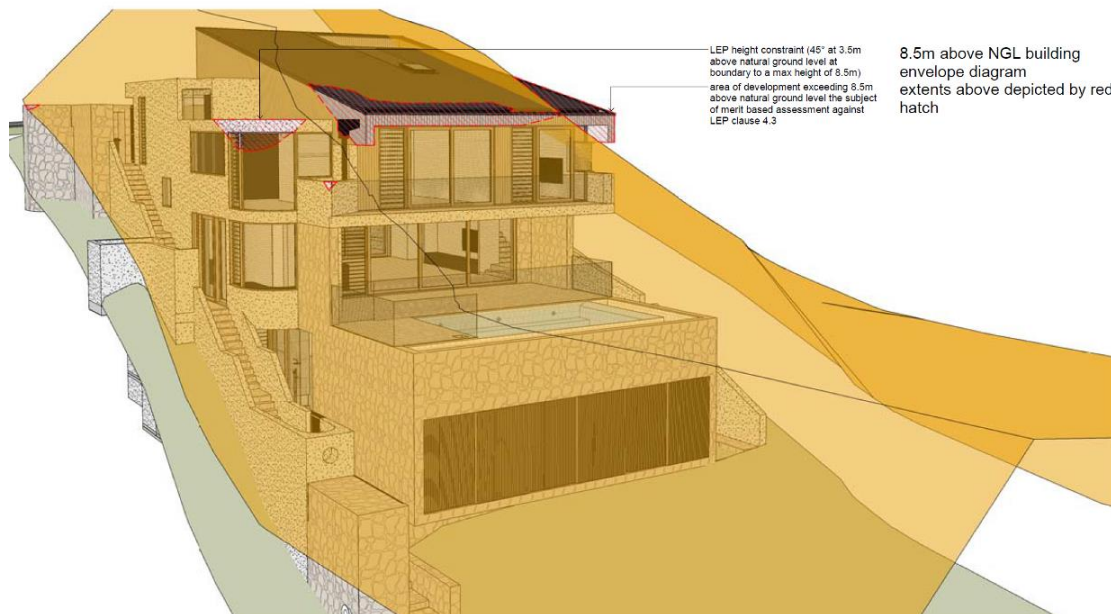 LEP height constraint (45° at 3.5m
above natural ground level at
boundary to a max height of 8.5m)
area of development exceeding 8.5m
above natural ground level the subject
of merit based assessment against
LEP clause 4.3
8.5m above NGL building
envelope diagram
extents above depicted by red
hatch